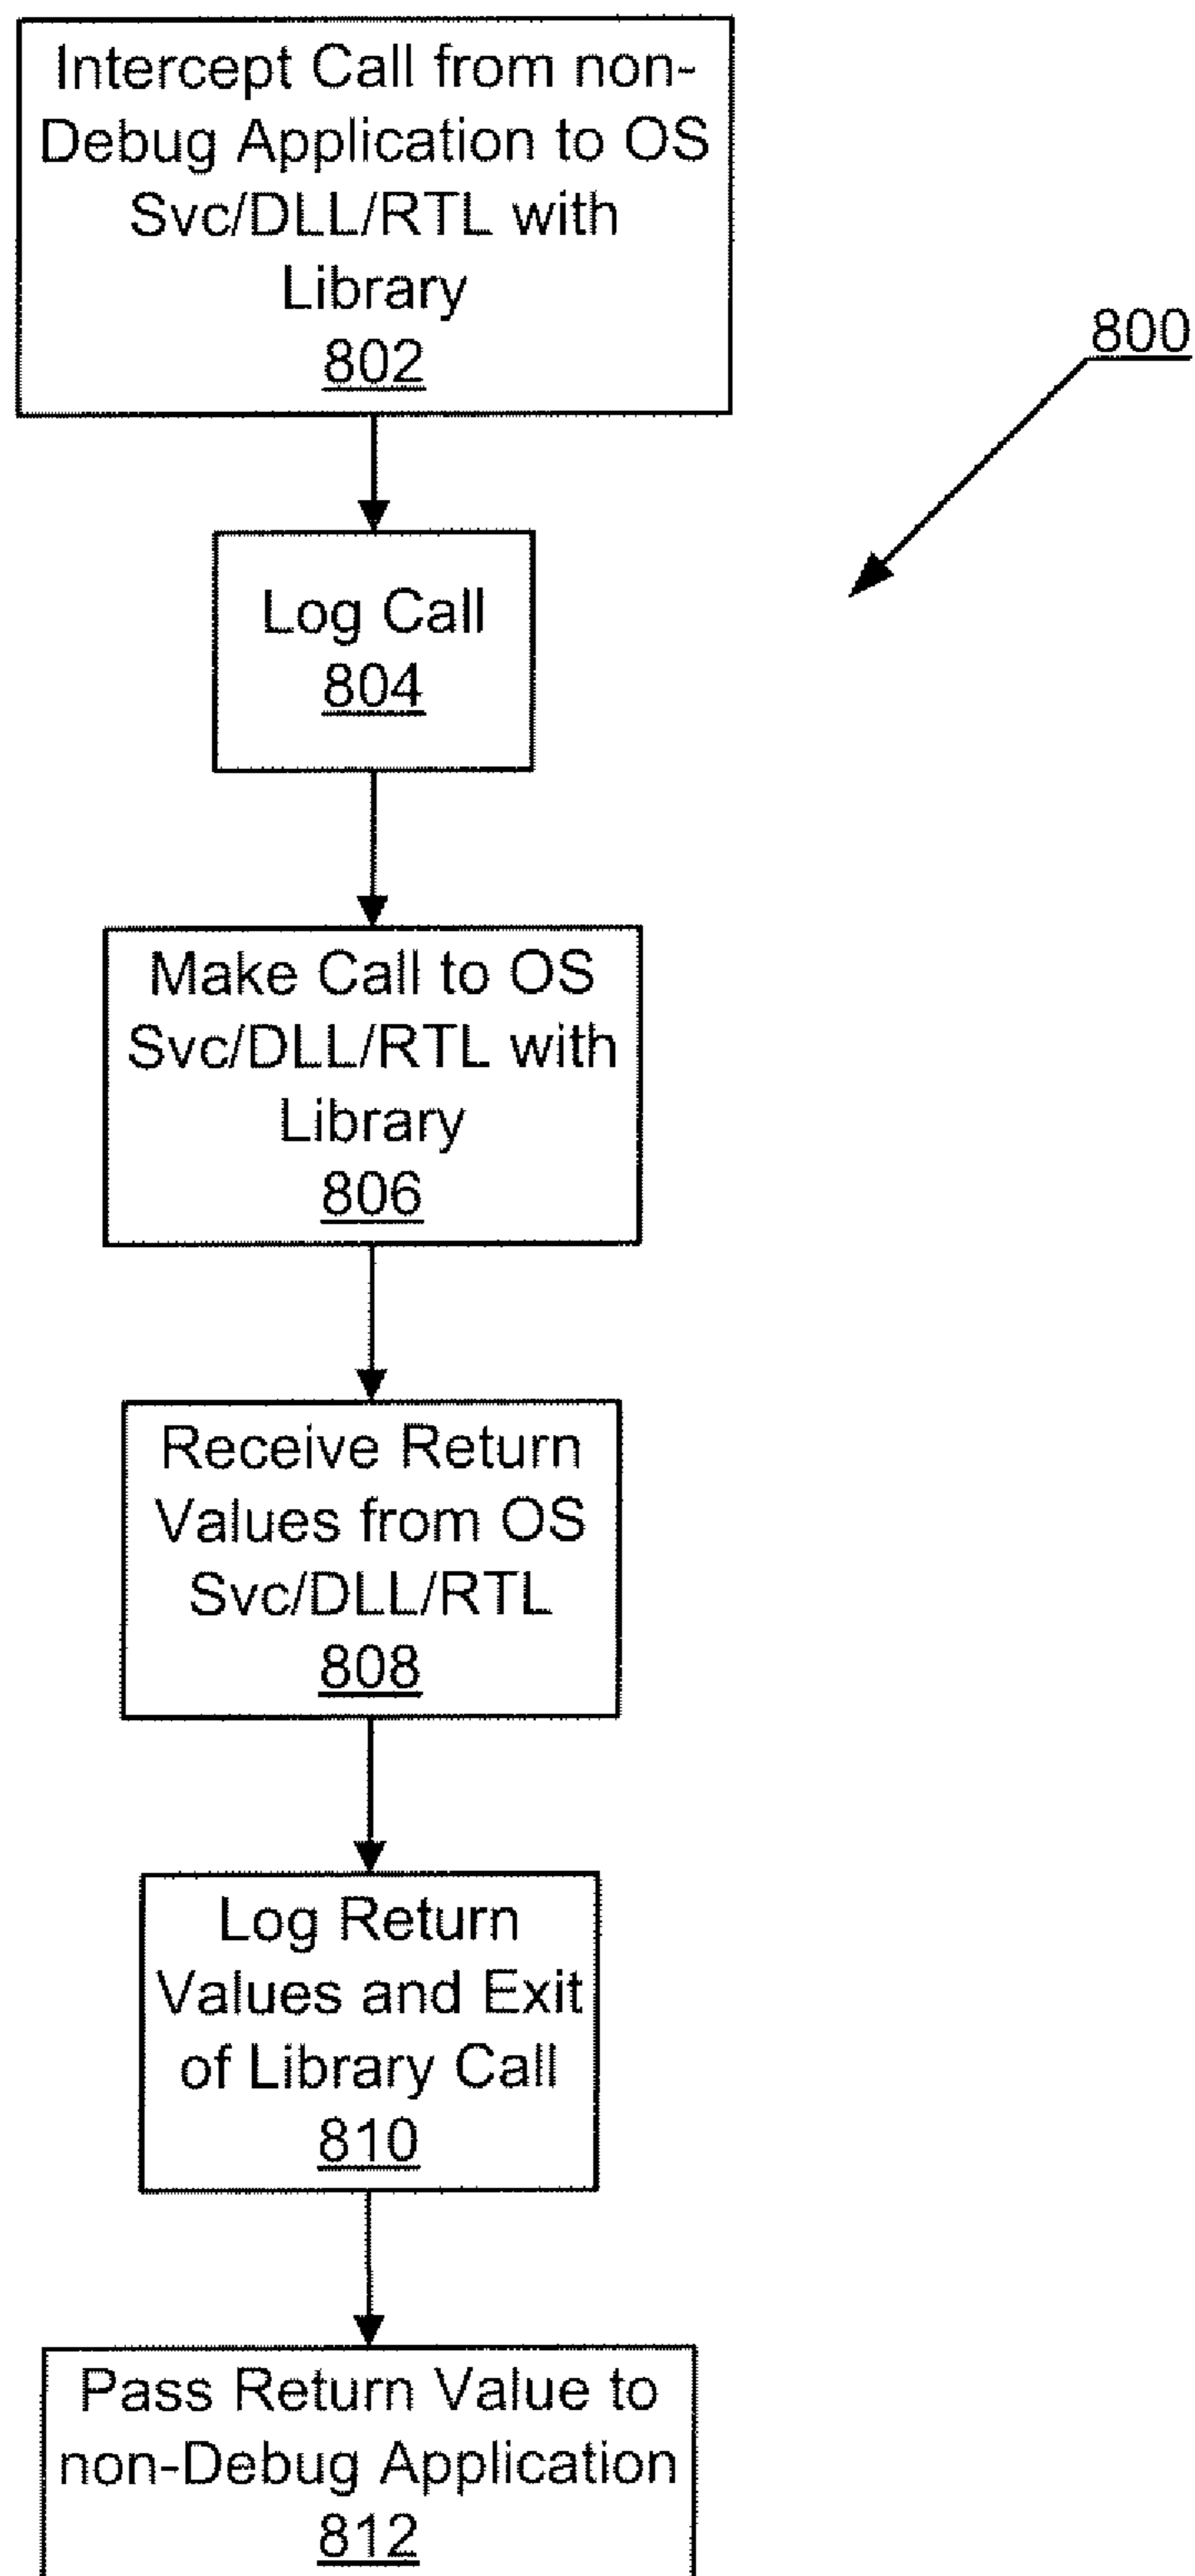 Intercept Call from non-
Debug Application to OS
Svc/DLL/RTL with
Library
802
800
Log Call
804
Make Call to OS
Svc/DLL/RTL with
Library
806
Receive Return
Values from OS
Svc/DLL/RTL
808
Log Return
Values and Exit
of Library Call
810
Pass Return Value to
non-Debug Application
812